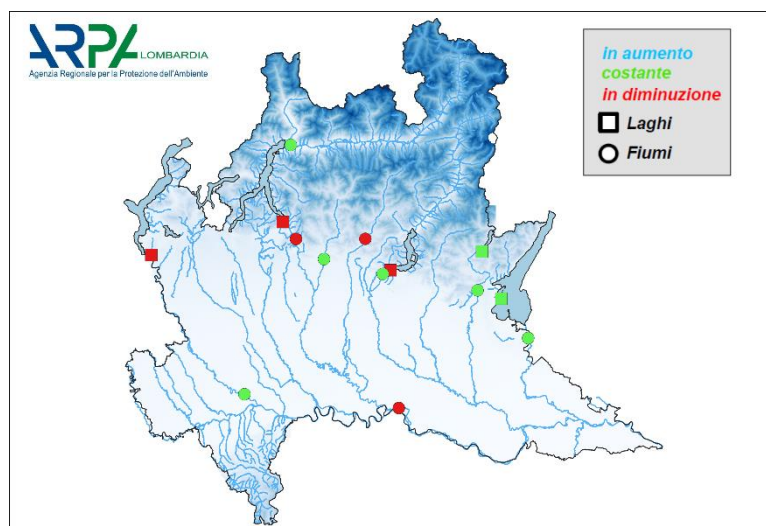 ARPA LOMBARDIA
Agenzia Regionale per la Protezione dell'Ambiente
in aumento
costante
in diminuzione
Laghi
Fiumi